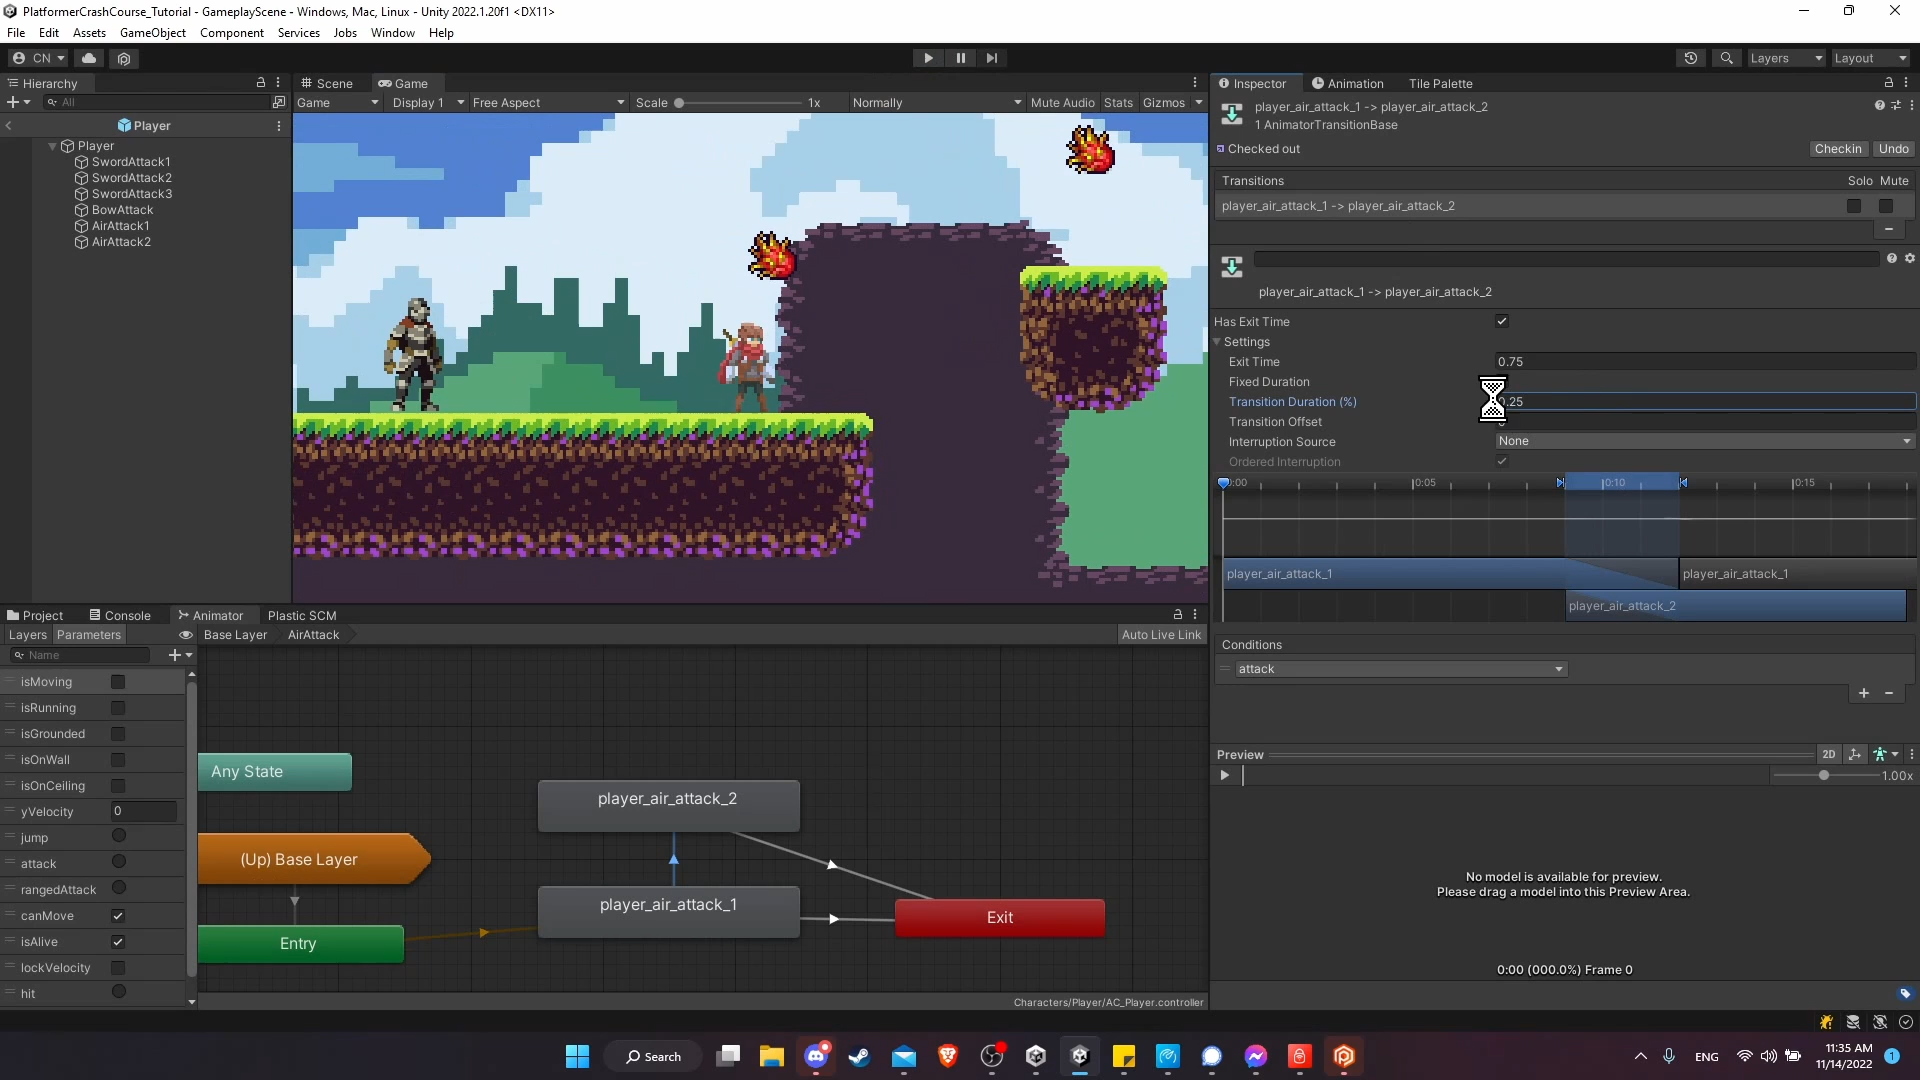 PlatformerCrashCourse_Tutorial - GameplayScene - Windows, Mac, Linux - Unity 2022.1.20f1 <DX11>
File Edit Assets GameObject Component Services Jobs Window Help
CN Layers Layout
Hierarchy
All
Player
Player
SwordAttack1
SwordAttack2
SwordAttack3
BowAttack
AirAttack1
AirAttack2
Scene Game
Game Display 1 Free Aspect Scale 1x Normally Mute Audio Stats Gizmos
Inspector Animation Tile Palette
player_air_attack_1 -> player_air_attack_2
1 AnimatorTransitionBase
Checked out Checkin Undo
Transitions Solo Mute
player_air_attack_1 -> player_air_attack_2
player_air_attack_1 -> player_air_attack_2
Has Exit Time
Settings
Exit Time 0.75
Fixed Duration
Transition Duration (%) 0.25
Transition Offset
Interruption Source None
Ordered Interruption
0:00 0:05 0:10 0:15
player_air_attack_1 player_air_attack_1
player_air_attack_2
Conditions
attack
Preview 2D
1.00x
No model is available for preview.
Please drag a model into this Preview Area.
0:00 (000.0%) Frame 0
Project Console Animator Plastic SCM
Layers Parameters Base Layer AirAttack Auto Live Link
Name
isMoving
isRunning
isGrounded
isOnWall
isOnCeiling
yVelocity 0
jump
attack
rangedAttack
canMove
isAlive
lockVelocity
hit
Any State
(Up) Base Layer
Entry
player_air_attack_2
player_air_attack_1
Exit
Characters/Player/AC_Player.controller
Search
ENG
11:35 AM
11/14/2022
1